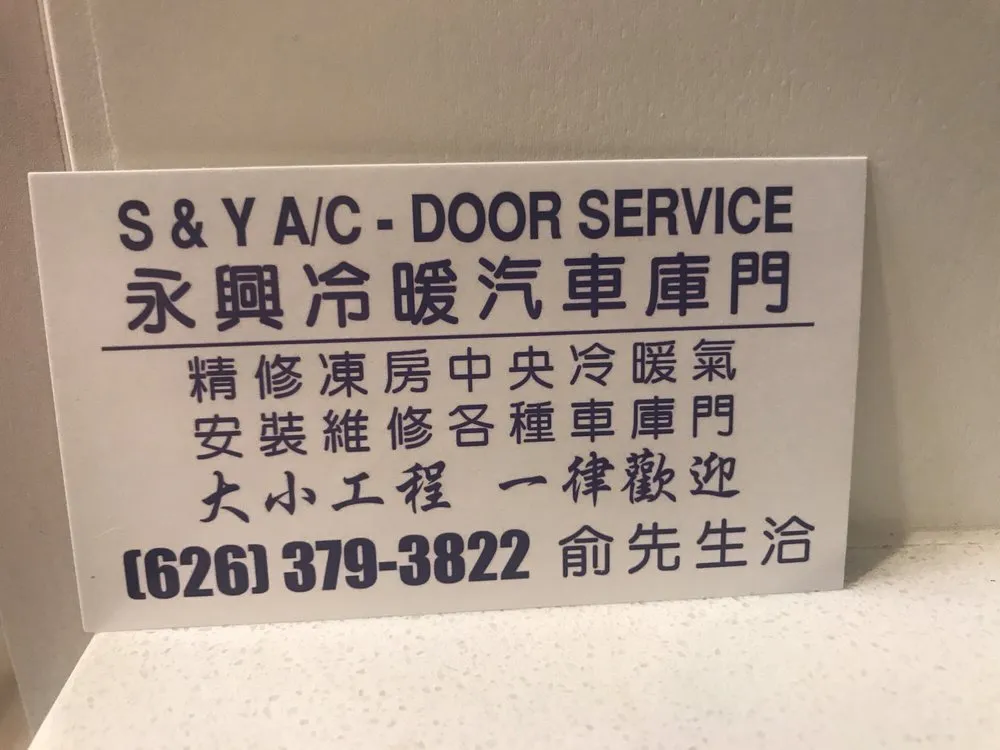 S & Y A/C - DOOR SERVICE
永興冷暖汽車庫門
精修凍房中央冷暖氣
安裝維修各種車庫門
大小工程 一律歡迎
(626) 379-3822 俞先生洽